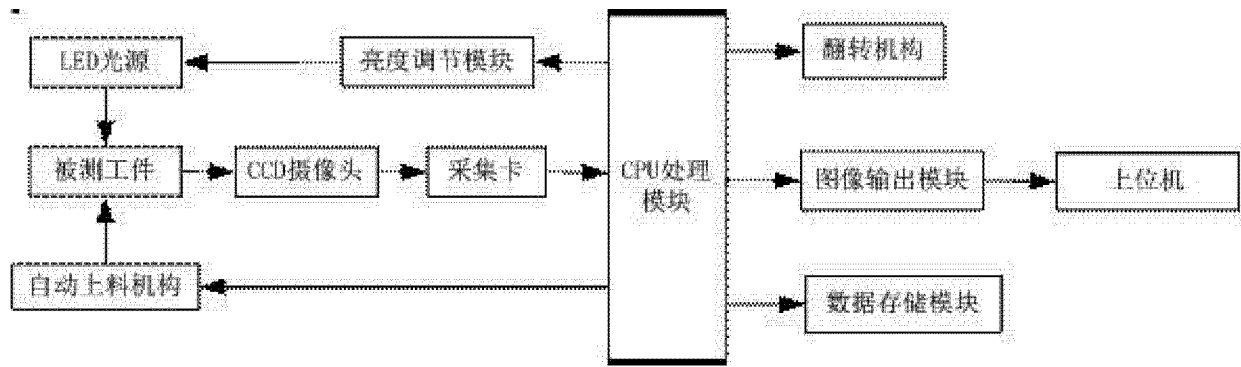 LED光源
亮度调节模块
翻转机构
被测工件
CCD摄像头
采集卡
CPU处理
模块
图像输出模块
上位机
自动上料机构
数据存储模块